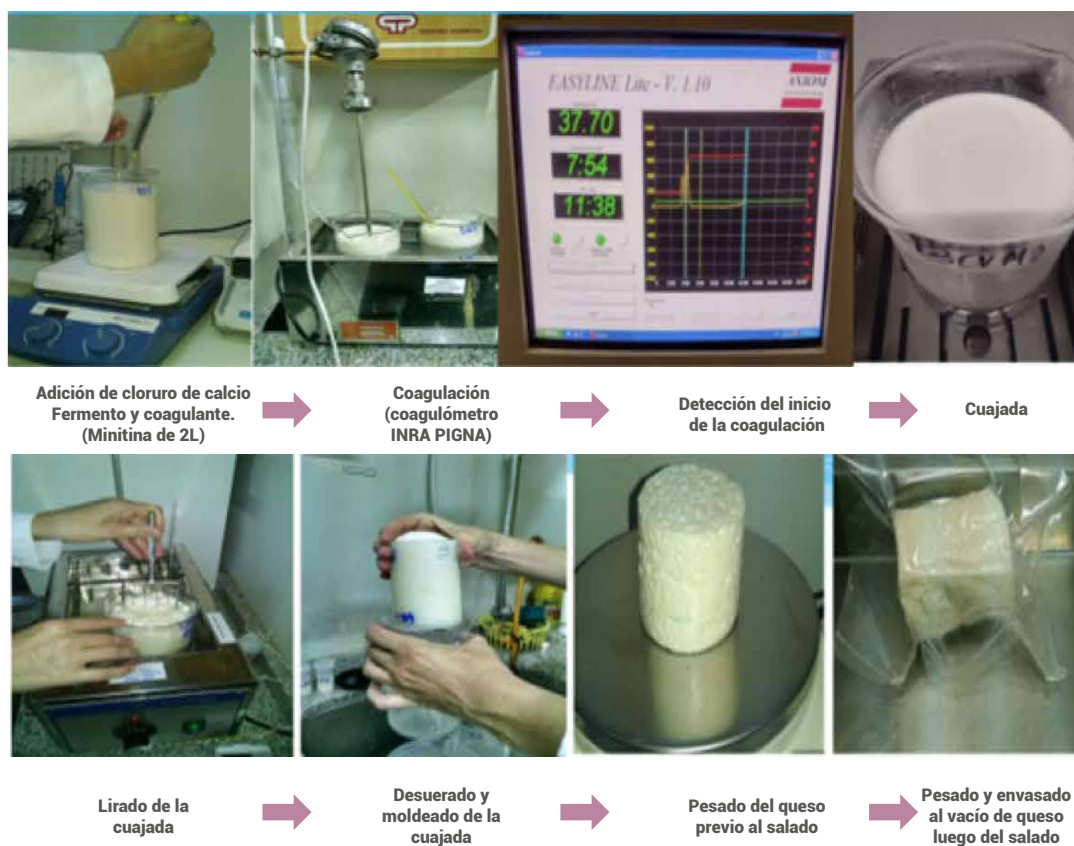 EASYLINE Lite - V. 1.10
AXIOM
37.70
7:54
11:38
Adición de cloruro de calcio
Fermento y coagulante.
(Minitina de 2L)
Coagulación
(coagulómetro
INRA PIGNA)
Detección del inicio
de la coagulación
Cuajada
Lirado de la
cuajada
Desuerado y
moldeado de la
cuajada
Pesado del queso
previo al salado
Pesado y envasado
al vacío de queso
luego del salado